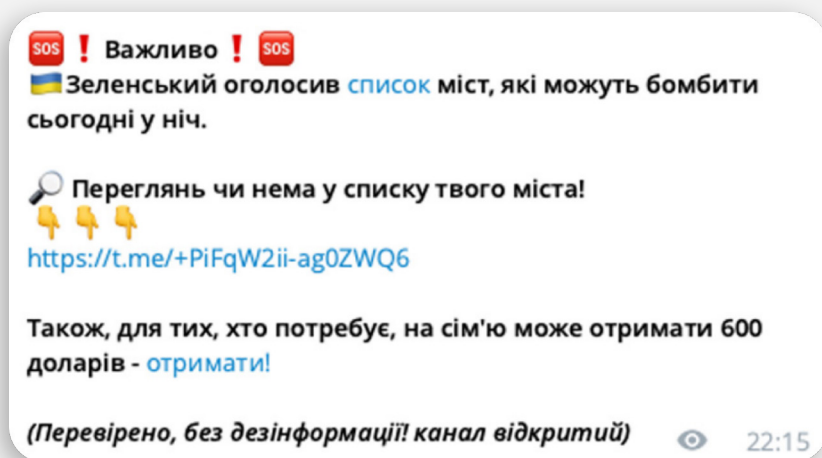 🆘❗Важливо❗🆘
🇺🇦Зеленський оголосив список міст, які можуть бомбити
сьогодні у ніч.
🔎 Переглянь чи нема у списку твого міста!
👇👇👇
https://t.me/+PiFqW2ii-ag0ZWQ6
Також, для тих, хто потребує, на сім'ю може отримати 600
доларів - отримати!
(Перевірено, без дезінформації! канал відкритий)
22:15